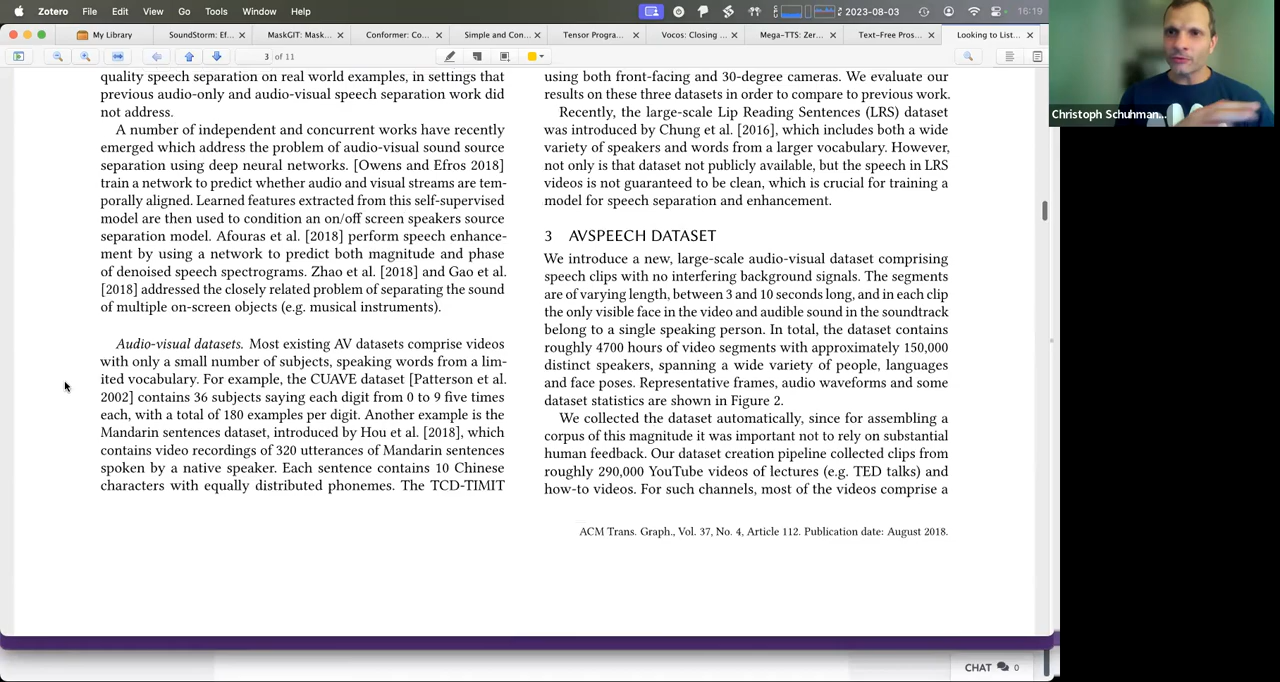 Zotero File Edit View Go Tools Window Help 2023-08-03 16:19
My Library SoundStorm: Ef... MaskGIT: Mask... Conformer: Co... Simple and Con... Tensor Progra... Vocos: Closing ... Mega-TTS: Zer... Text-Free Pros... Looking to List...
3 of 11
quality speech separation on real world examples, in settings that
previous audio-only and audio-visual speech separation work did
not address.
A number of independent and concurrent works have recently
emerged which address the problem of audio-visual sound source
separation using deep neural networks. [Owens and Efros 2018]
train a network to predict whether audio and visual streams are tem-
porally aligned. Learned features extracted from this self-supervised
model are then used to condition an on/off screen speakers source
separation model. Afouras et al. [2018] perform speech enhance-
ment by using a network to predict both magnitude and phase
of denoised speech spectrograms. Zhao et al. [2018] and Gao et al.
[2018] addressed the closely related problem of separating the sound
of multiple on-screen objects (e.g. musical instruments).
Audio-visual datasets. Most existing AV datasets comprise videos
with only a small number of subjects, speaking words from a lim-
ited vocabulary. For example, the CUAVE dataset [Patterson et al.
2002] contains 36 subjects saying each digit from 0 to 9 five times
each, with a total of 180 examples per digit. Another example is the
Mandarin sentences dataset, introduced by Hou et al. [2018], which
contains video recordings of 320 utterances of Mandarin sentences
spoken by a native speaker. Each sentence contains 10 Chinese
characters with equally distributed phonemes. The TCD-TIMIT
using both front-facing and 30-degree cameras. We evaluate our
results on these three datasets in order to compare to previous work.
Recently, the large-scale Lip Reading Sentences (LRS) dataset
was introduced by Chung et al. [2016], which includes both a wide
variety of speakers and words from a larger vocabulary. However,
not only is that dataset not publicly available, but the speech in LRS
videos is not guaranteed to be clean, which is crucial for training a
model for speech separation and enhancement.
3 AVSPEECH DATASET
We introduce a new, large-scale audio-visual dataset comprising
speech clips with no interfering background signals. The segments
are of varying length, between 3 and 10 seconds long, and in each clip
the only visible face in the video and audible sound in the soundtrack
belong to a single speaking person. In total, the dataset contains
roughly 4700 hours of video segments with approximately 150,000
distinct speakers, spanning a wide variety of people, languages
and face poses. Representative frames, audio waveforms and some
dataset statistics are shown in Figure 2.
We collected the dataset automatically, since for assembling a
corpus of this magnitude it was important not to rely on substantial
human feedback. Our dataset creation pipeline collected clips from
roughly 290,000 YouTube videos of lectures (e.g. TED talks) and
how-to videos. For such channels, most of the videos comprise a
ACM Trans. Graph., Vol. 37, No. 4, Article 112. Publication date: August 2018.
Christoph Schuhman...
CHAT 0